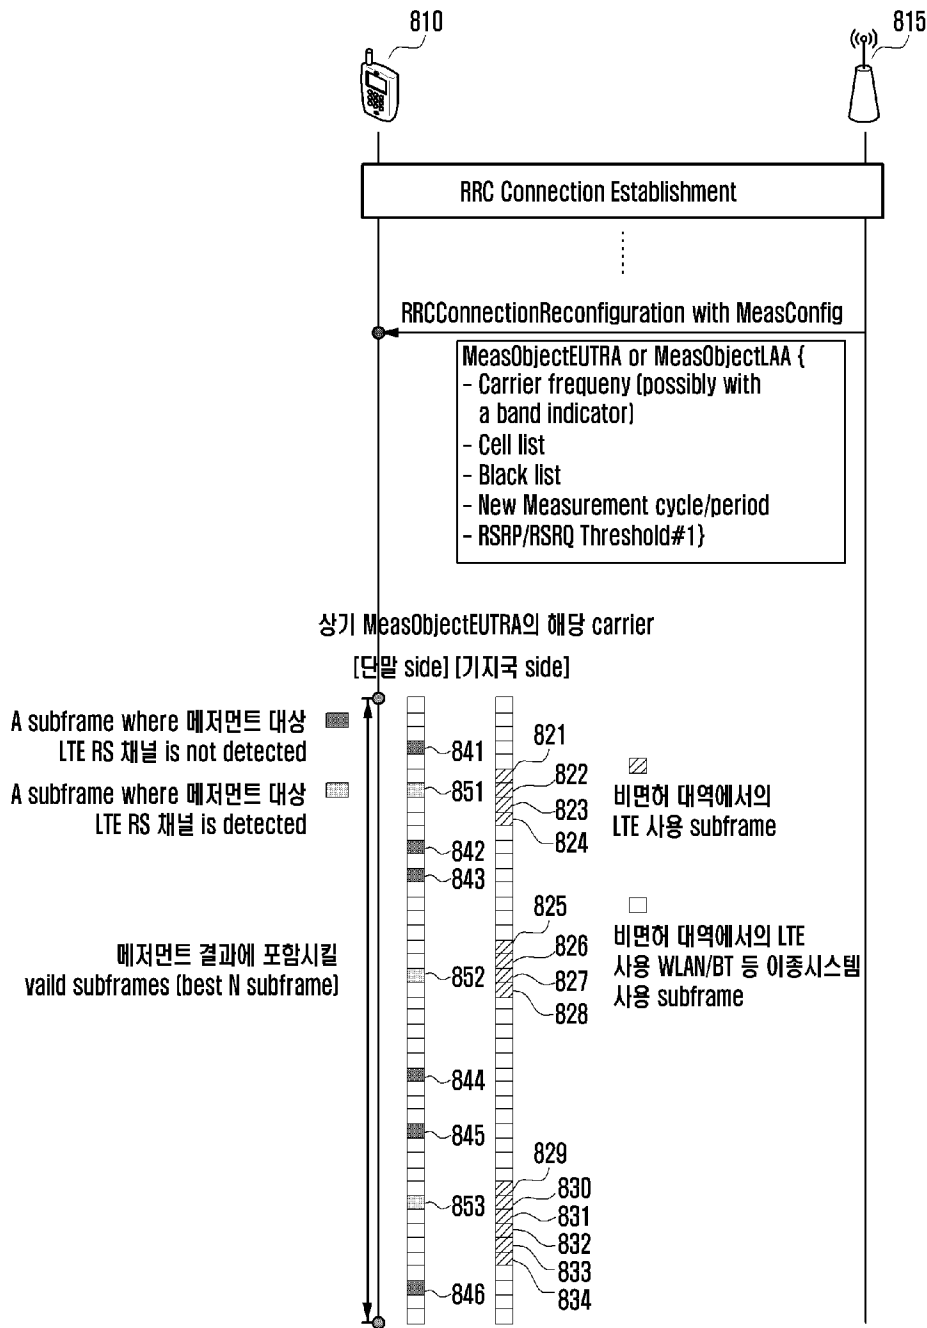 810
815
RRC Connection Establishment
RRCConnectionReconfiguration with MeasConfig
MeasObjectEUTRA or MeasObjectLAA {
- Carrier frequeny (possibly with
a band indicator)
- Cell list
- Black list
- New Measurement cycle/period
- RSRP/RSRQ Threshold#1}
상기 MeasObjectEUTRA의 해당 carrier
[단말 side] [기지국 side]
A subframe where 메저먼트 대상
LTE RS 채널 is not detected
A subframe where 메저먼트 대상
LTE RS 채널 is detected
메저먼트 결과에 포함시킬
vaild subframes (best N subframe)
841
851
842
843
852
844
845
853
846
821
822
823
824
825
826
827
828
829
830
831
832
833
834
비면허 대역에서의
LTE 사용 subframe
비면허 대역에서의 LTE
사용 WLAN/BT 등 이종시스템
사용 subframe